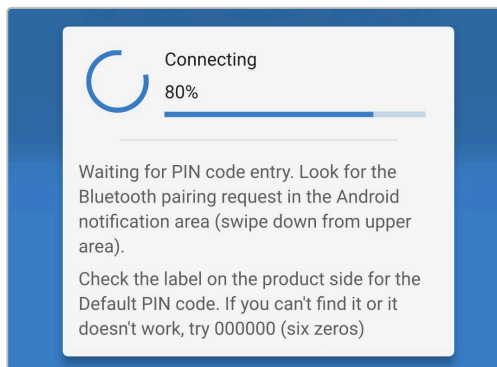 Connecting
80%
Waiting for PIN code entry. Look for the
Bluetooth pairing request in the Android
notification area (swipe down from upper
area).
Check the label on the product side for the
Default PIN code. If you can't find it or it
doesn't work, try 000000 (six zeros)